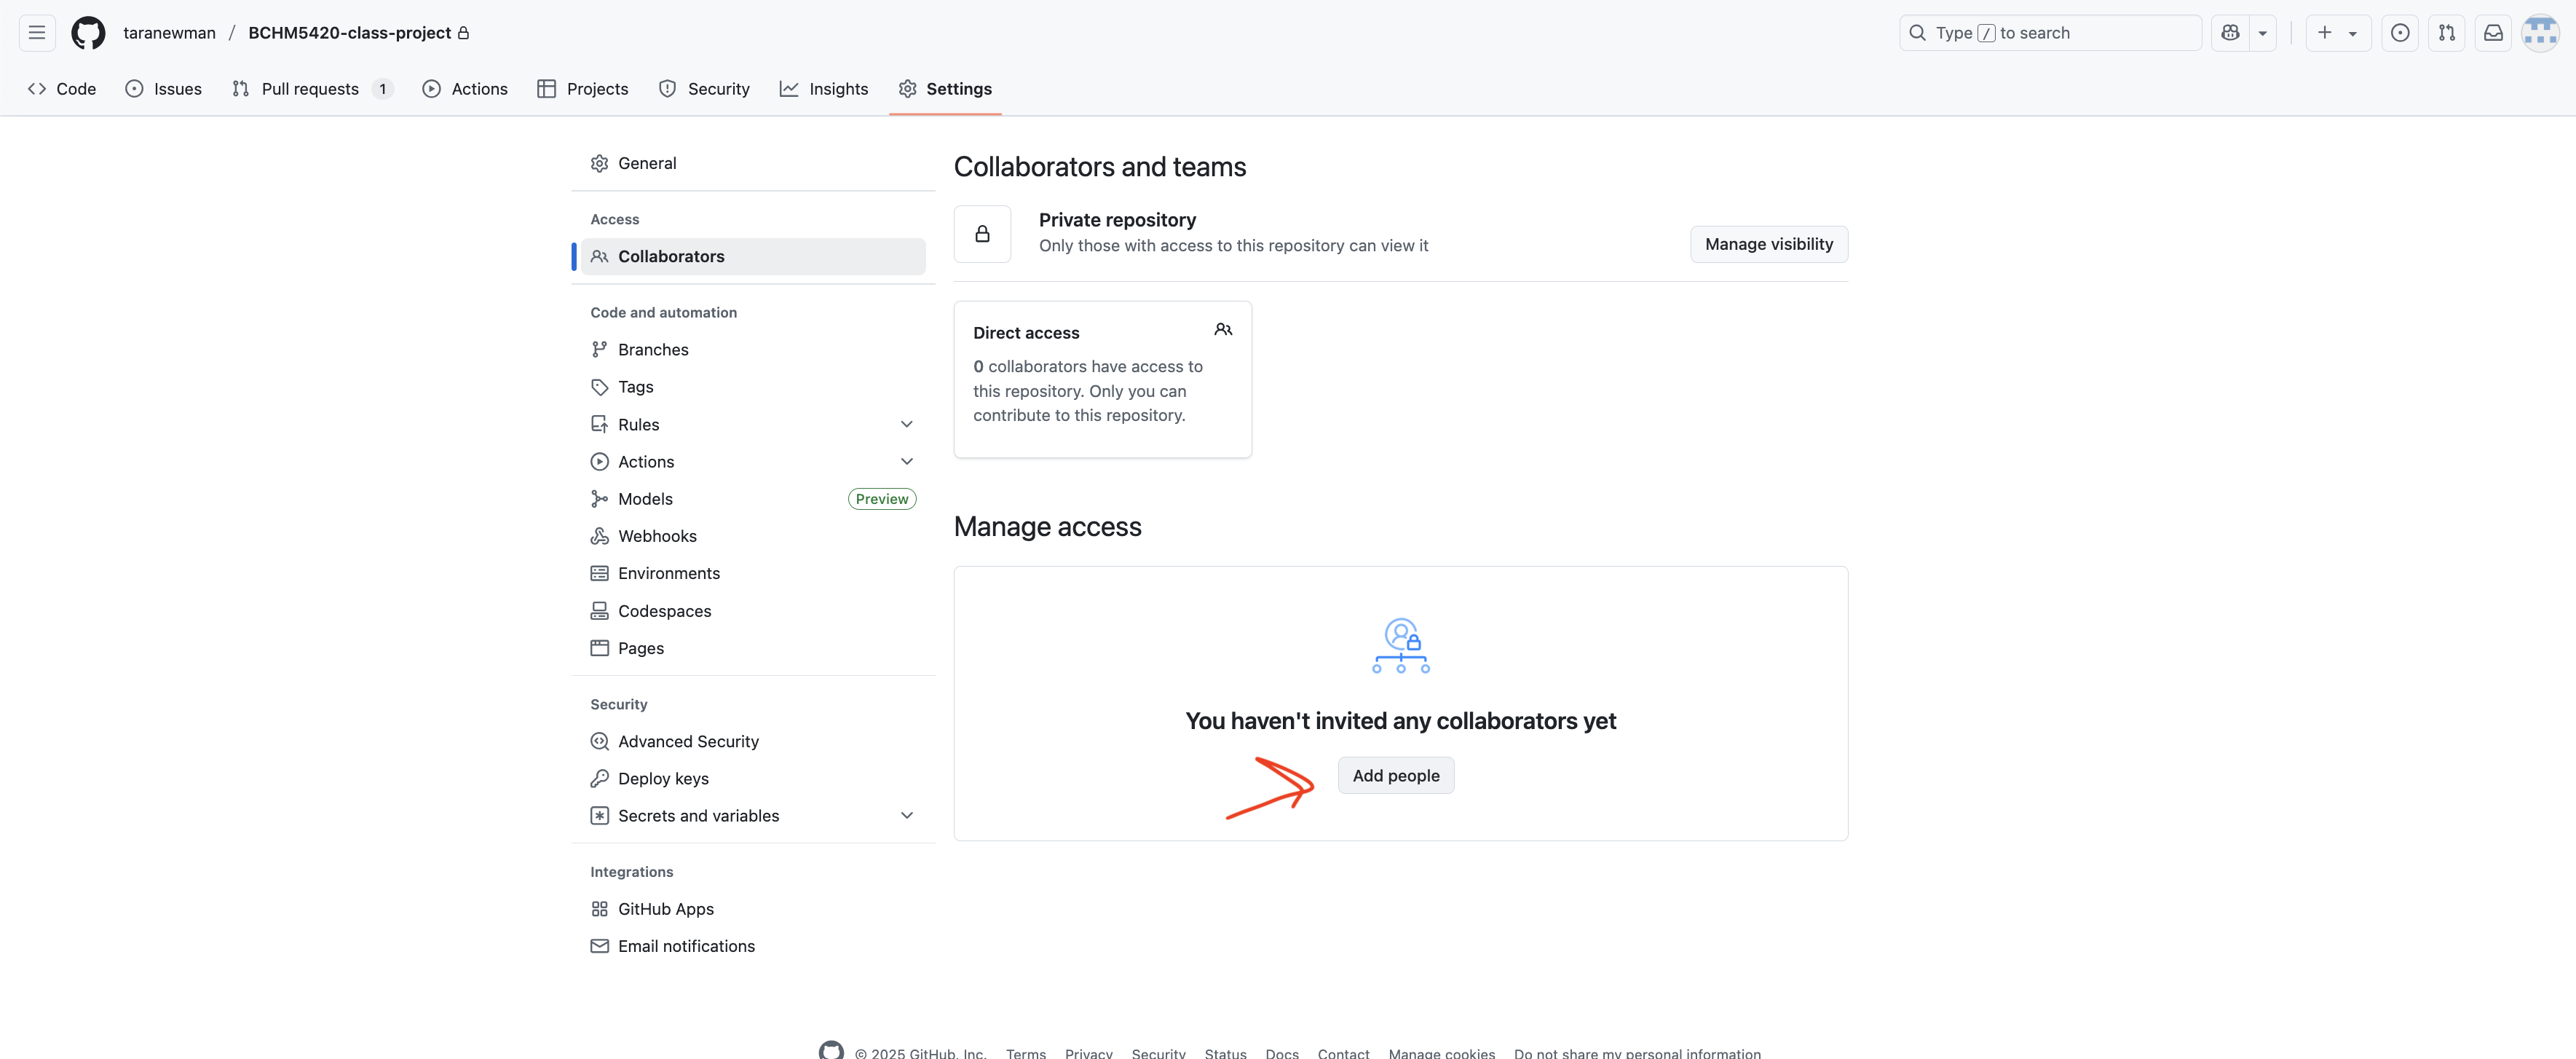 taranewman / BCHM5420-class-project
Type / to search
Code Issues Pull requests 1 Actions Projects Security Insights Settings
General
Access
Collaborators
Code and automation
Branches
Tags
Rules
Actions
Models Preview
Webhooks
Environments
Codespaces
Pages
Security
Advanced Security
Deploy keys
Secrets and variables
Integrations
GitHub Apps
Email notifications
Collaborators and teams
Private repository
Only those with access to this repository can view it
Manage visibility
Direct access
0 collaborators have access to
this repository. Only you can
contribute to this repository.
Manage access
You haven't invited any collaborators yet
Add people
© 2025 GitHub, Inc. Terms Privacy Security Status Docs Contact Manage cookies Do not share my personal information